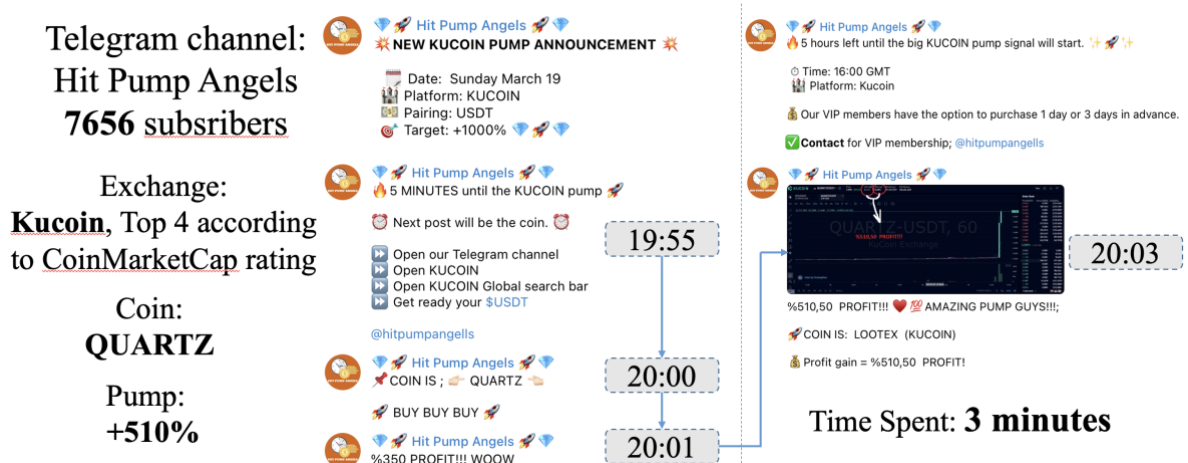 Telegram channel:
Hit Pump Angels
7656 subsribers
Exchange:
Kucoin, Top 4 according
to CoinMarketCap rating
Coin:
QUARTZ
Pump:
+510%
💎🚀 Hit Pump Angels 🚀💎
💥NEW KUCOIN PUMP ANNOUNCEMENT 💥
🗓 Date: Sunday March 19
🏰 Platform: KUCOIN
💵 Pairing: USDT
🎯 Target: +1000% 💎🚀💎
💎🚀 Hit Pump Angels 🚀💎
🔥5 MINUTES until the KUCOIN pump 🚀
⏰ Next post will be the coin. ⏰
⏩ Open our Telegram channel
⏩ Open KUCOIN
⏩ Open KUCOIN Global search bar
⏩ Get ready your $USDT
@hitpumpangells
19:55
💎🚀 Hit Pump Angels 🚀💎
📌COIN IS ; 👉🏻 QUARTZ 👈🏻
🚀 BUY BUY BUY 🚀
20:00
💎🚀 Hit Pump Angels 🚀💎
%350 PROFIT!!! WOOW
20:01
💎🚀 Hit Pump Angels 🚀💎
🔥5 hours left until the big KUCOIN pump signal will start. ✨🚀✨
⏱Time: 16:00 GMT
🏰 Platform: Kucoin
💰Our VIP members have the option to purchase 1 day or 3 days in advance.
✅Contact for VIP membership; @hitpumpangells
💎🚀 Hit Pump Angels 🚀💎
QUARTZ-USDT, 60
KuCoin Exchange
%510,50 PROFIT!!!!
20:03
%510,50 PROFIT!!! ♥️ 💯 AMAZING PUMP GUYS!!!;
🚀COIN IS: LOOTEX (KUCOIN)
💰Profit gain = %510,50 PROFIT!
Time Spent: 3 minutes